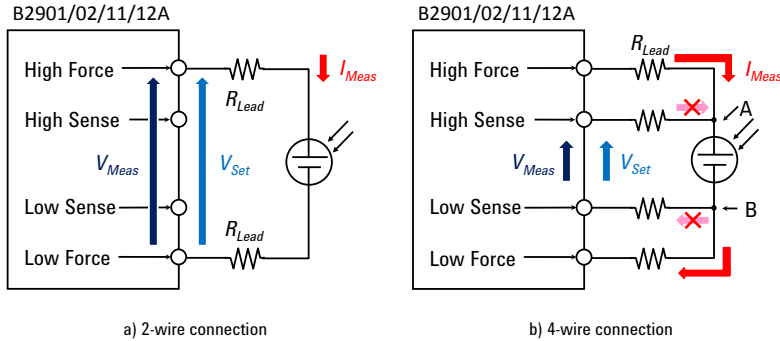 B2901/02/11/12A
High Force
High Sense
Low Sense
Low Force
V_Meas
V_Set
R_Lead
R_Lead
I_Meas
a) 2-wire connection
B2901/02/11/12A
High Force
High Sense
Low Sense
Low Force
V_Meas
V_Set
R_Lead
I_Meas
A
B
b) 4-wire connection